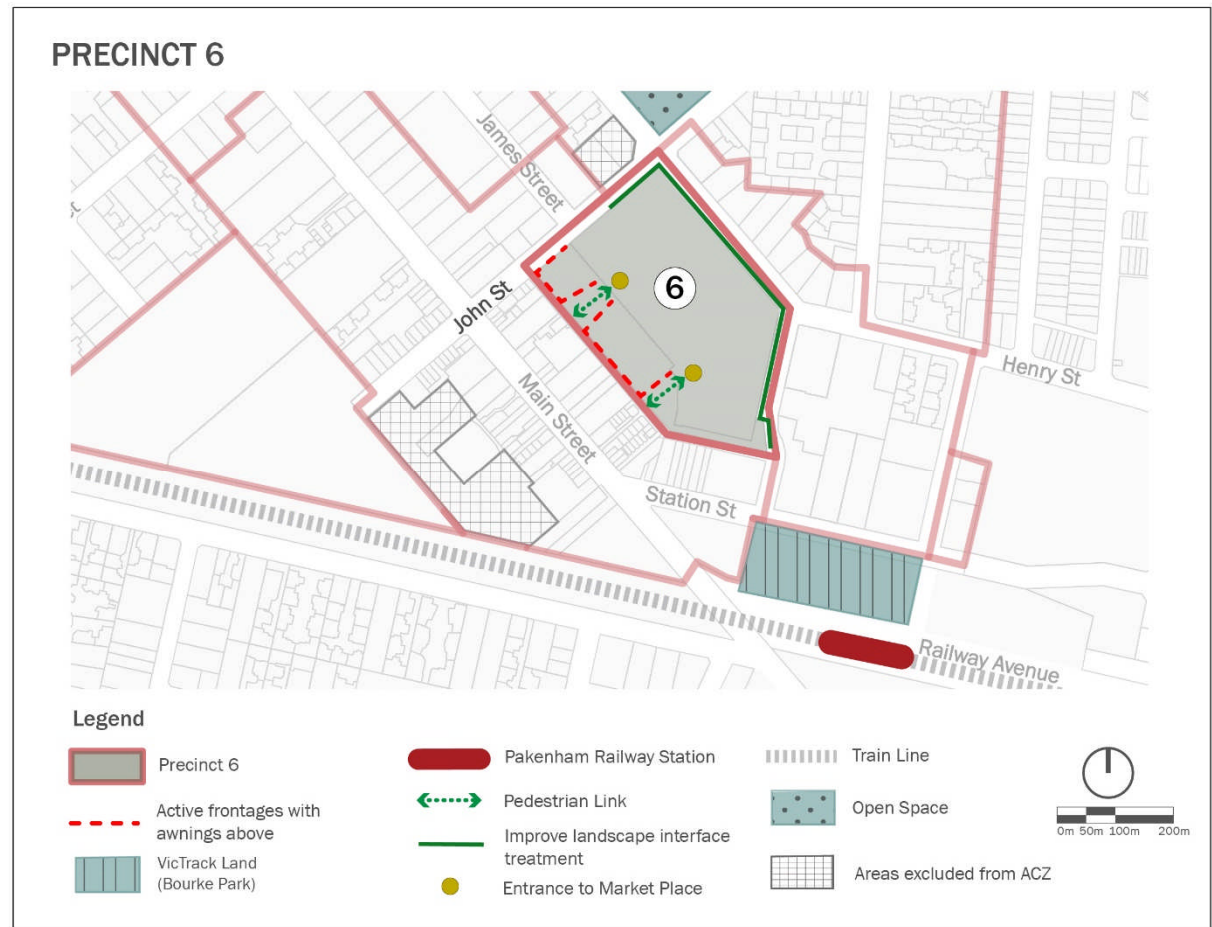 PRECINCT 6
James Street
6
John St
Henry St
Main Street
Station St
Railway Avenue
Legend
Precinct 6
Active frontages with
awnings above
VicTrack Land
(Bourke Park)
Pakenham Railway Station
Pedestrian Link
Improve landscape interface
treatment
Entrance to Market Place
Train Line
Open Space
Areas excluded from ACZ
0m 50m 100m 200m